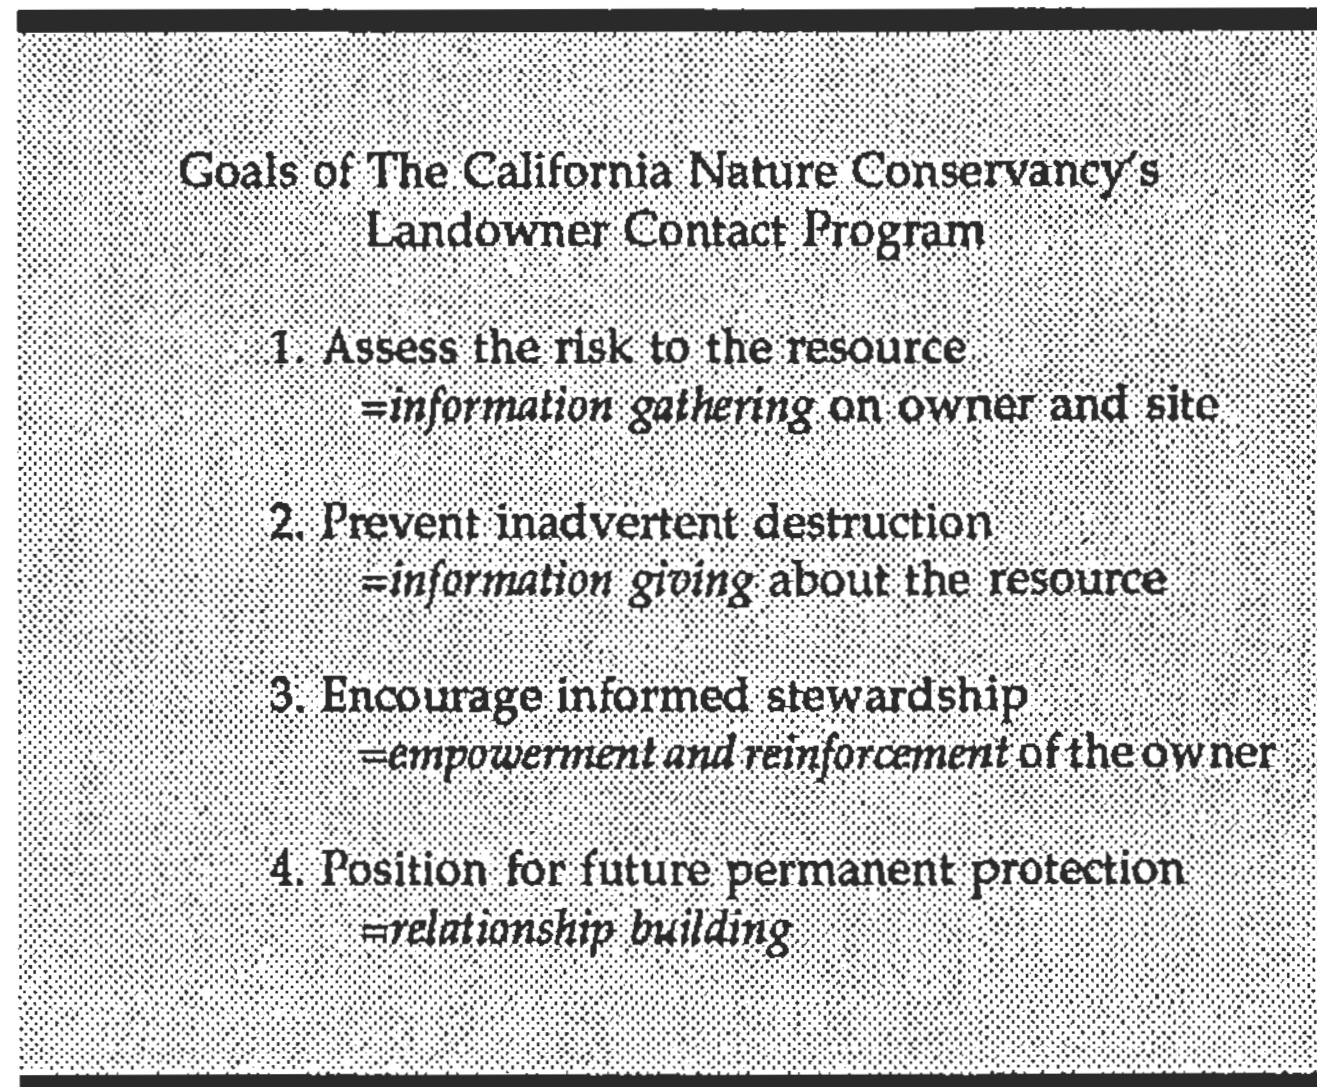 Goals of The California Nature Conservancy's
Landowner Contact Program
1. Assess the risk to the resource
=information gathering on owner and site
2. Prevent inadvertent destruction
=information giving about the resource
3. Encourage informed stewardship
=empowerment and reinforcement of the owner
4. Position for future permanent protection
=relationship building